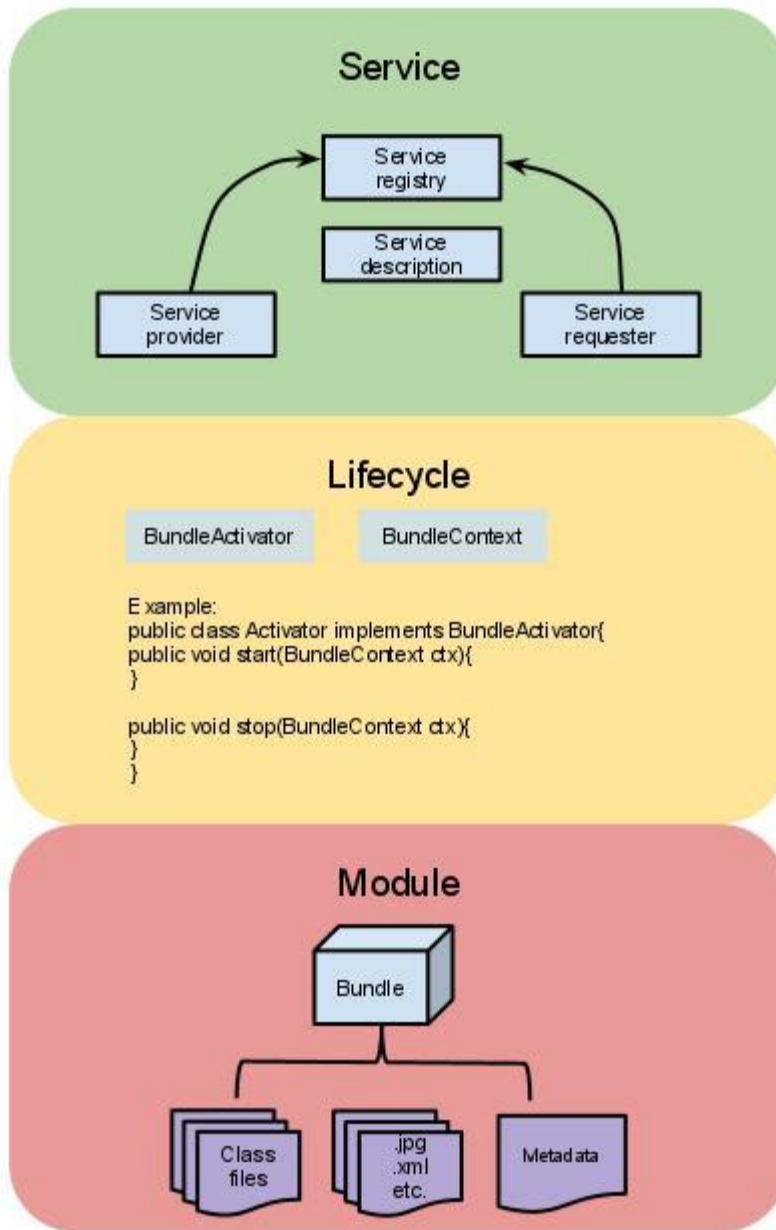 Service
Service
registry
Service
description
Service
provider
Service
requester
Lifecycle
BundleActivator
BundleContext
Example:
public class Activator implements BundleActivator{
public void start(BundleContext ctx){
}
public void stop(BundleContext ctx){
}
}
Module
Bundle
Class
files
.jpg
.xml
etc.
Metadata